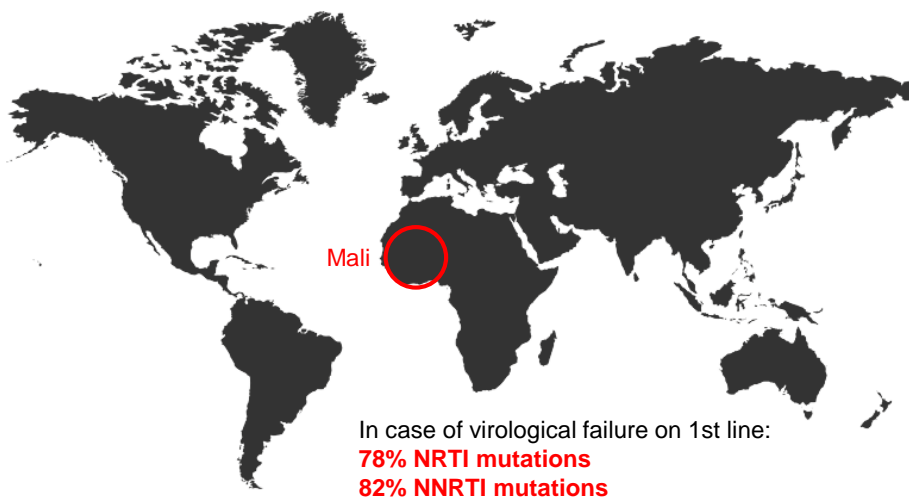 Mali
In case of virological failure on 1st line:
78% NRTI mutations
82% NNRTI mutations